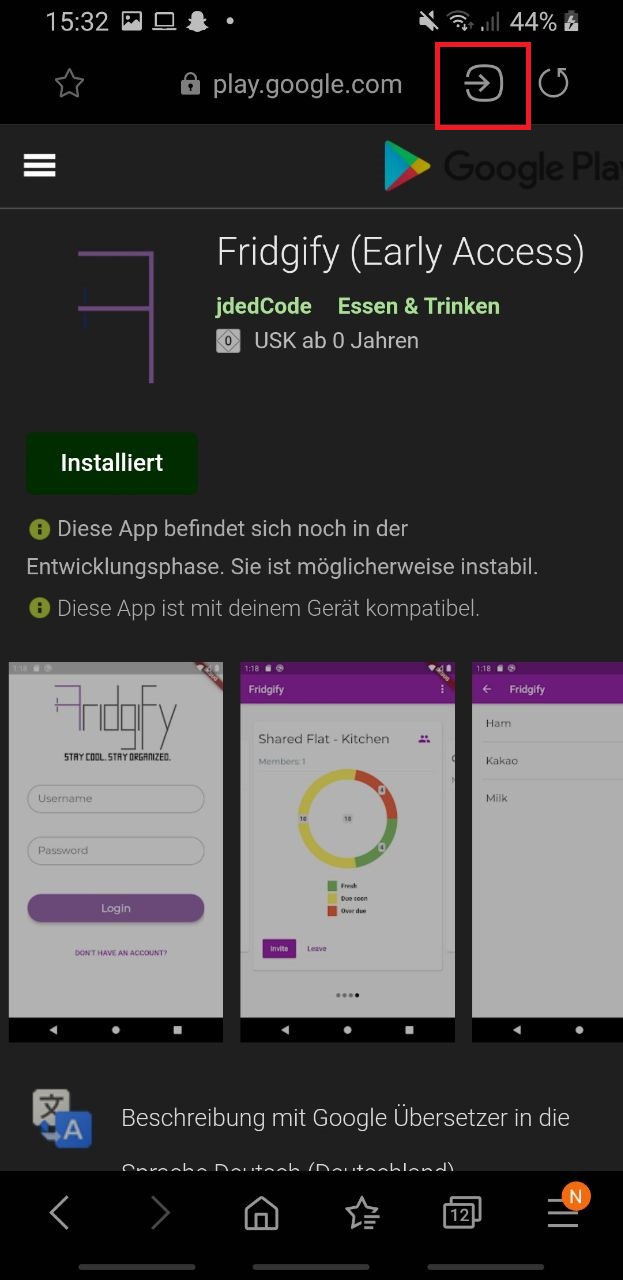 15:32
44%
play.google.com
Google Play
Fridgify (Early Access)
jdedCode Essen & Trinken
0 USK ab 0 Jahren
Installiert
Diese App befindet sich noch in der
Entwicklungsphase. Sie ist möglicherweise instabil.
Diese App ist mit deinem Gerät kompatibel.
1:18
Fridgify
STAY COOL. STAY ORGANIZED.
Username
Password
Login
DON'T HAVE AN ACCOUNT?
1:18
Fridgify
Shared Flat - Kitchen
Members: 1
4
10
18
4
Fresh
Due soon
Over due
Invite Leave
1:18
Fridgify
Ham
Kakao
Milk
文
A
Beschreibung mit Google Übersetzer in die
Sprache Deutsch (Deutschland)
12
N